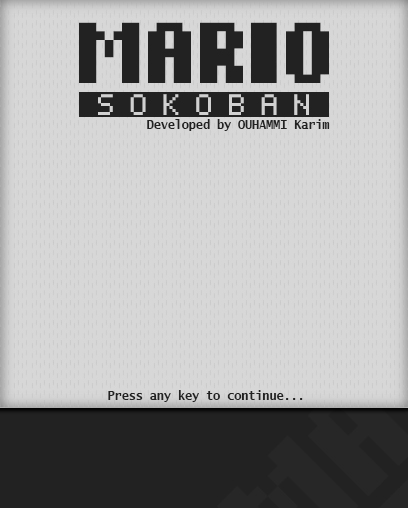 MARIO
SOKOBAN
Developed by OUHAMMI Karim
Press any key to continue...